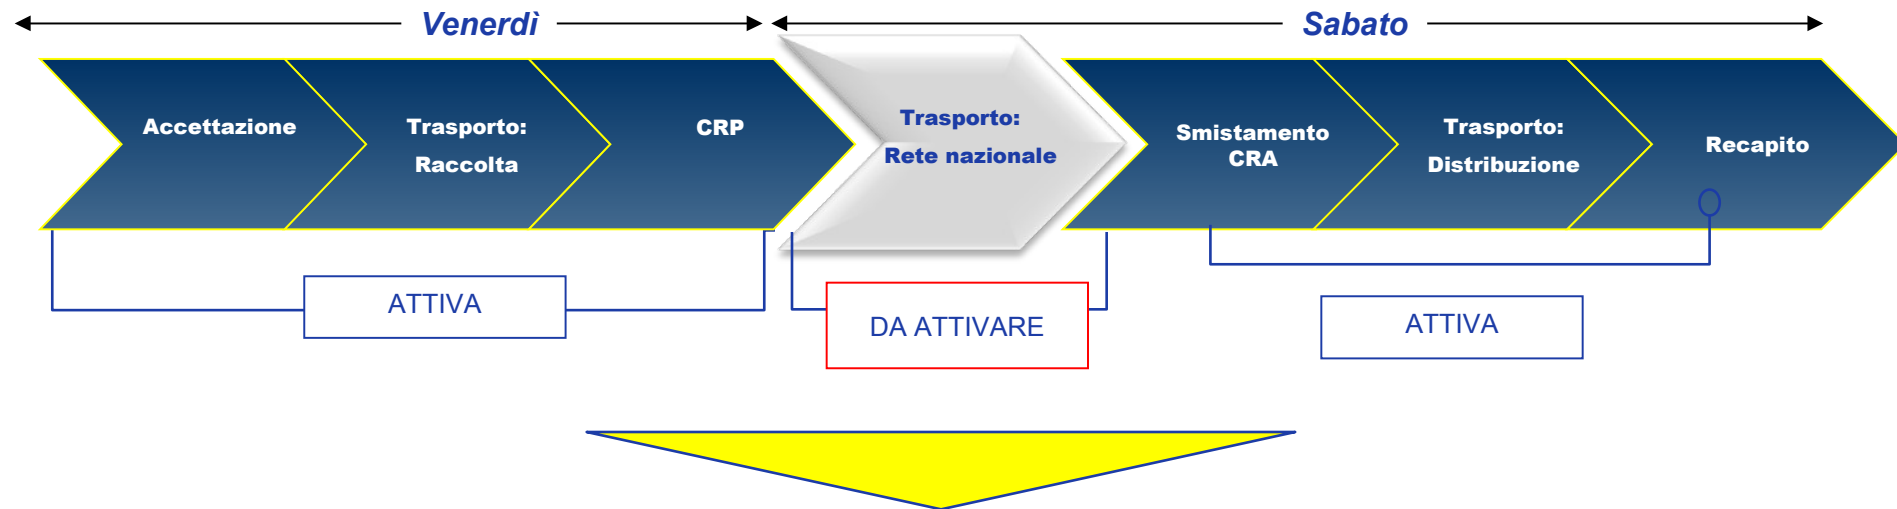 Venerdì
Sabato
Accettazione
Trasporto:
Raccolta
CRP
Trasporto:
Rete nazionale
Smistamento
CRA
Trasporto:
Distribuzione
Recapito
ATTIVA
DA ATTIVARE
ATTIVA